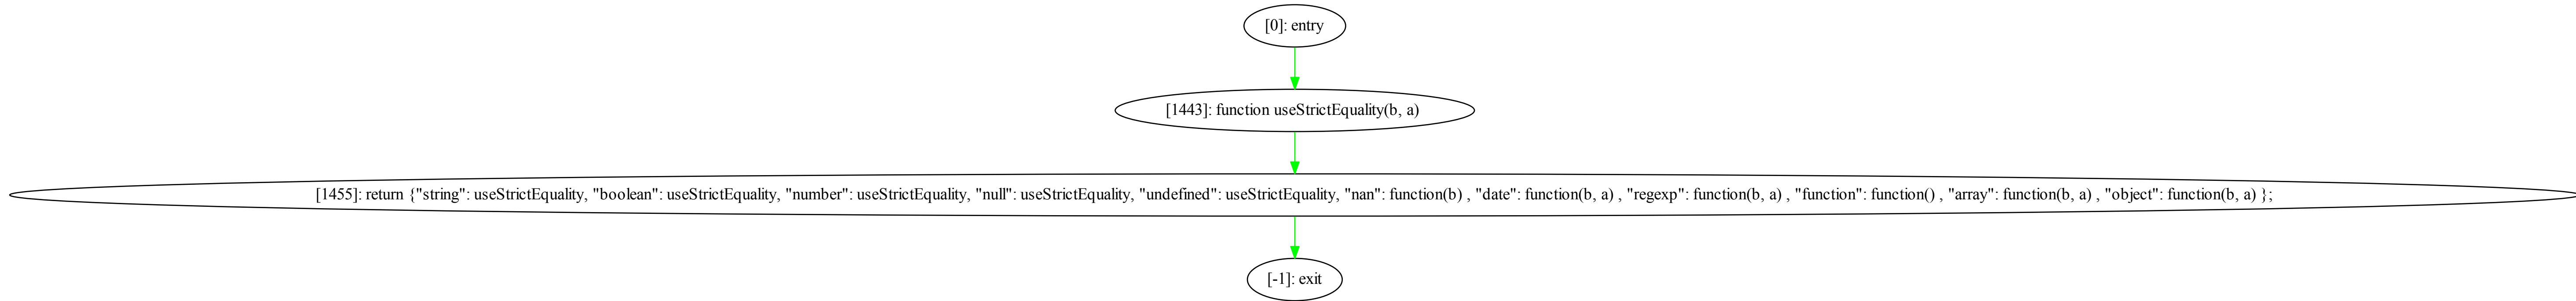 [0]: entry
[1443]: function useStrictEquality(b, a)
[1455]: return {"string": useStrictEquality, "boolean": useStrictEquality, "number": useStrictEquality, "null": useStrictEquality, "undefined": useStrictEquality, "nan": function(b) , "date": function(b, a) , "regexp": function(b, a) , "function": function() , "array": function(b, a) , "object": function(b, a) };
[-1]: exit